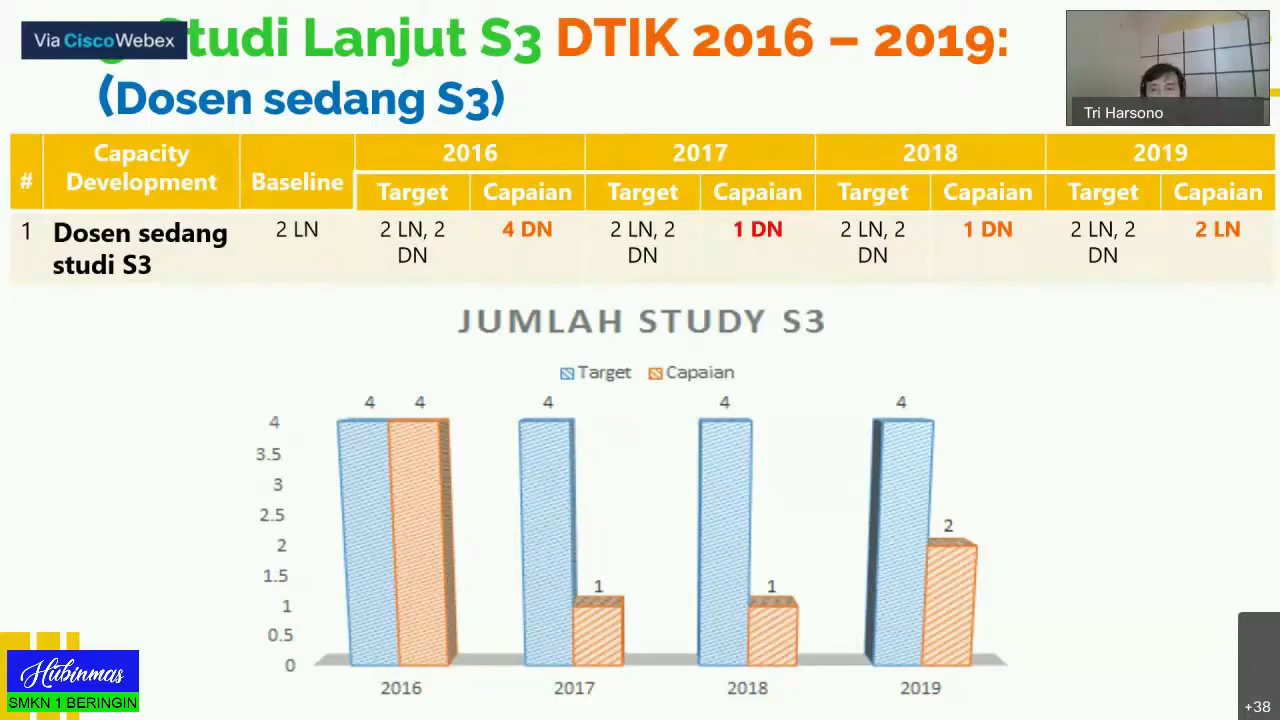 Via Cisco Webex
tudi Lanjut S3 DTIK 2016 – 2019:
(Dosen sedang S3)
Tri Harsono
# Capacity Development Baseline 2016 2017 2018 2019
Target Capaian Target Capaian Target Capaian Target Capaian
1 Dosen sedang 2 LN 2 LN, 2 4 DN 2 LN, 2 1 DN 2 LN, 2 1 DN 2 LN, 2 2 LN
studi S3 DN DN DN DN
JUMLAH STUDY S3
Target Capaian
4 4 4 4 4
4
3.5
3
2.5
2
1.5
1
0.5
0
1 1 2
2016 2017 2018 2019
Hubinmas
SMKN 1 BERINGIN
+38